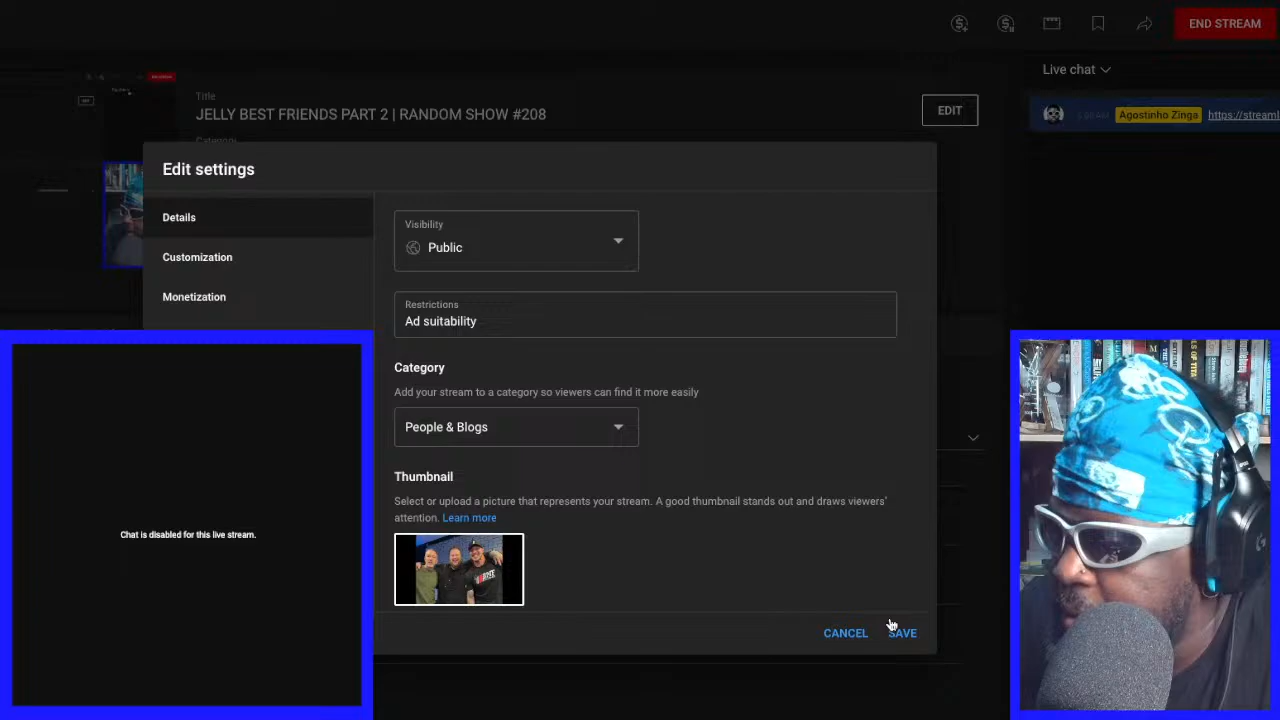 END STREAM
Live chat
Title
JELLY BEST FRIENDS PART 2 | RANDOM SHOW #208
EDIT
Agostinho Zinga https://streaml
Category
Edit settings
Details
Customization
Monetization
Visibility
Public
Restrictions
Ad suitability
Category
Add your stream to a category so viewers can find it more easily
People & Blogs
Thumbnail
Select or upload a picture that represents your stream. A good thumbnail stands out and draws viewers'
attention. Learn more
CANCEL
SAVE
Chat is disabled for this live stream.